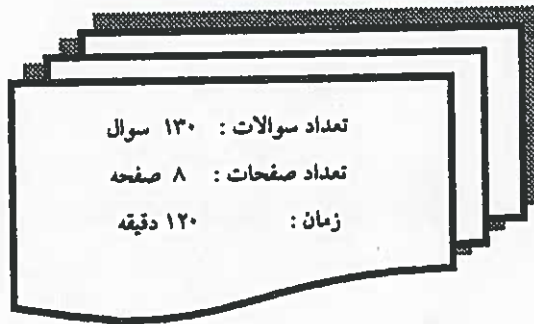 تعداد سوالات : ۱۳۰ سوال
تعداد صفحات : ۸ صفحه
زمان : ۱۲۰ دقیقه